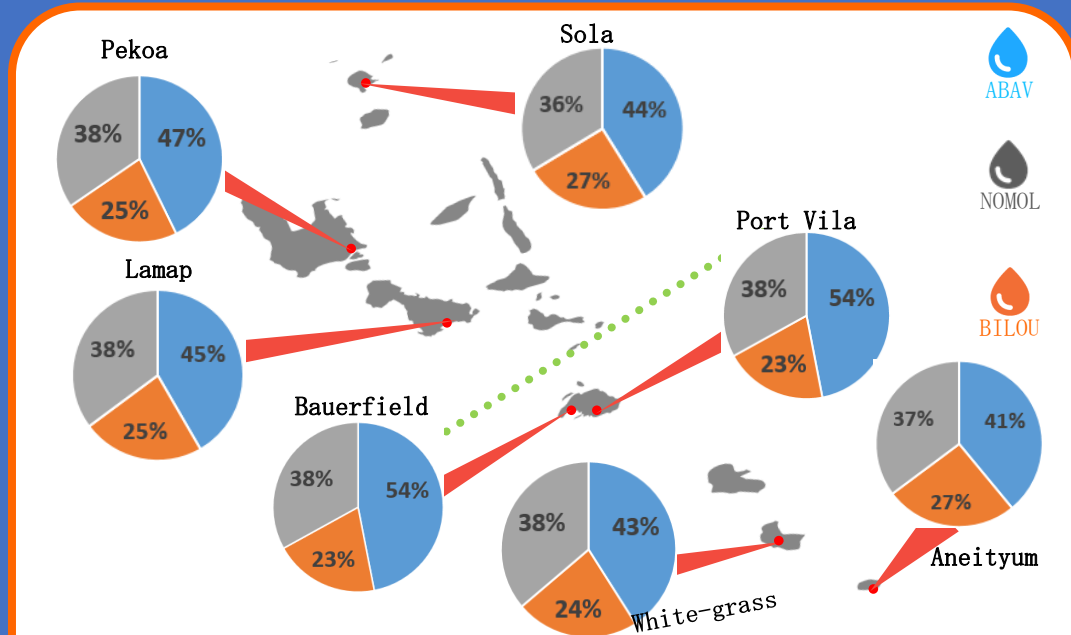 Pekoa
38%
47%
25%
Sola
36%
44%
27%
ABAV
NOMOL
BILOU
Port Vila
38%
54%
23%
Lamap
38%
45%
25%
Bauerfield
38%
54%
23%
38%
43%
24%
White-grass
37%
41%
27%
Aneityum